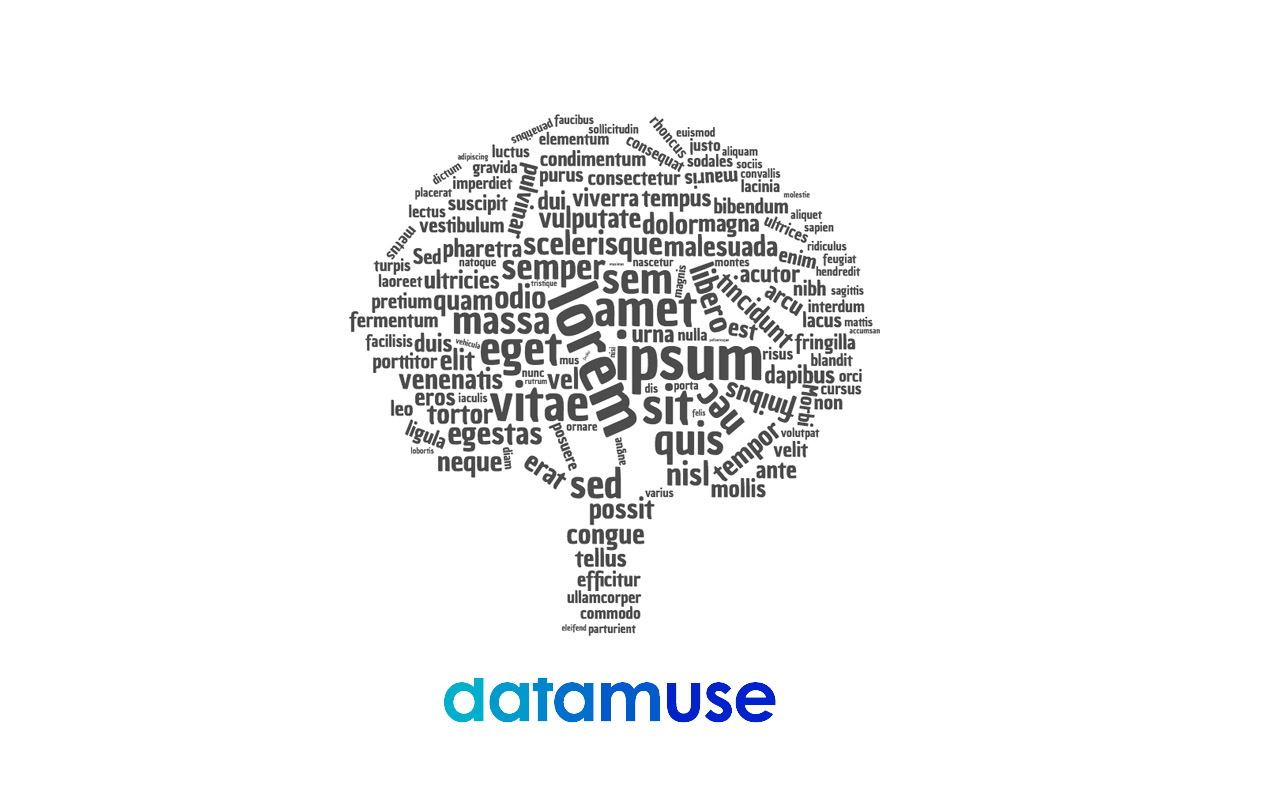 faucibus
penatibus
sollicitudin
rhoncus
euismod
elementum
consequat
justo
aliquam
adipiscing
luctus
condimentum
sodales
sociis
dictum
gravida
pulvinar
purus
consectetur
mauris
convallis
imperdiet
lacinia
placerat
suscipit
dui
viverra
tempus
bibendum
molestie
lectus
vestibulum
vulputate
dolor
magna
ultrices
aliquet
sapien
metus
Sed
pharetra
scelerisque
malesuada
enim
ridiculus
feugiat
turpis
natoque
semper
maximus
nascetur
montes
acutor
hendredit
laoreet
ultricies
tristique
sem
magnis
libero
tincidunt
nibh
sagittis
pretium
quam
odio
lorem
amet
arcu
interdum
fermentum
massa
urna
nulla
est
lacus
mattis
accumsan
facilisis
duis
vehicula
eget
mus
nisi
ipsum
risus
fringilla
porttitor
elit
blandit
venenatis
nunc
rutrum
vel
dis
porta
dapibus
orci
eros
iaculis
vitae
sit
nec
finibus
Morbi
cursus
non
leo
tortor
ornare
felis
ligula
egestas
posuere
augue
quis
tempor
volutpat
lobortis
neque
diam
erat
velit
sed
varius
nisl
ante
mollis
possit
congue
tellus
efficitur
ullamcorper
commodo
eleifend parturient
datamuse